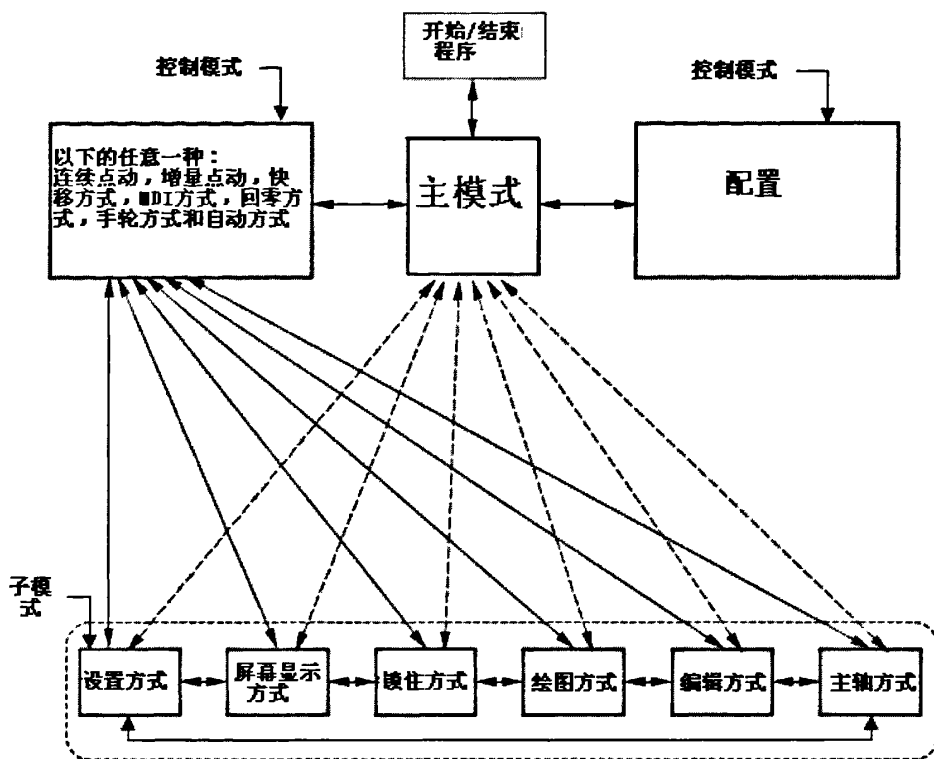 开始/结束
程序
控制模式
控制模式
以下的任意一种：
连续点动，增量点动，快
移方式，MDI方式，回零方
式，手轮方式和自动方式
主模式
配置
子模
式
设置方式
屏幕显示
方式
锁住方式
绘图方式
编辑方式
主轴方式